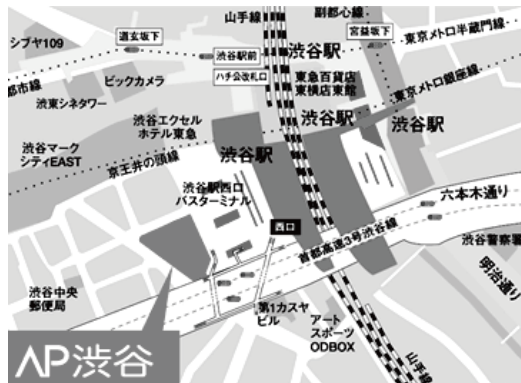 山手線
副都心線
シブヤ109
道玄坂下
渋谷駅前
渋谷駅
宮益坂下
東京メトロ半蔵門線
ハチ公改札口
都市線
ビックカメラ
東急百貨店
東横店東館
東京メトロ銀座線
渋東シネタワー
渋谷エクセル
ホテル東急
渋谷駅
渋谷駅
渋谷マーク
シティEAST
京王井の頭線
渋谷駅
渋谷駅西口
バスターミナル
六本木通り
西口
首都高速3号渋谷線
渋谷警察署
明治通り
渋谷中央
郵便局
第1カスヤ
ビル
アート
スポーツ
ODBOX
山手線
AP渋谷